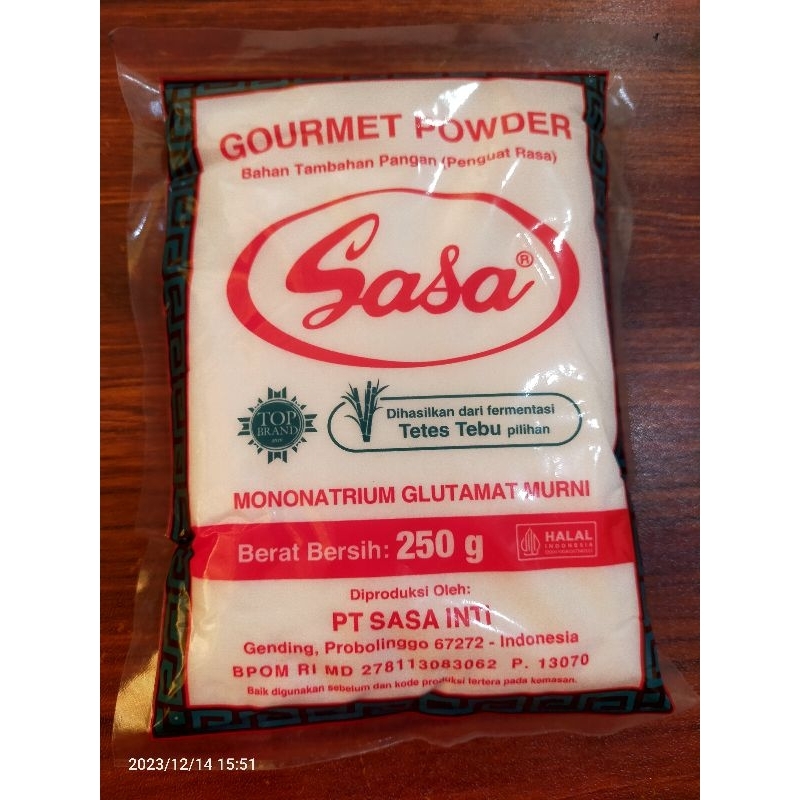 GOURMET POWDER
Bahan Tambahan Pangan (Penguat Rasa)
Sasa®
TOP
BRAND
Dihasilkan dari fermentasi
Tetes Tebu pilihan
MONONATRIUM GLUTAMAT MURNI
Berat Bersih: 250 g
HALAL
INDONESIA
Diproduksi Oleh:
PT SASA INTI
Gending, Probolinggo 67272 - Indonesia
BPOM RI MD 278113083062 P. 13070
Baik digunakan sebelum dan kode produksi tertera pada kemasan.
2023/12/14 15:51